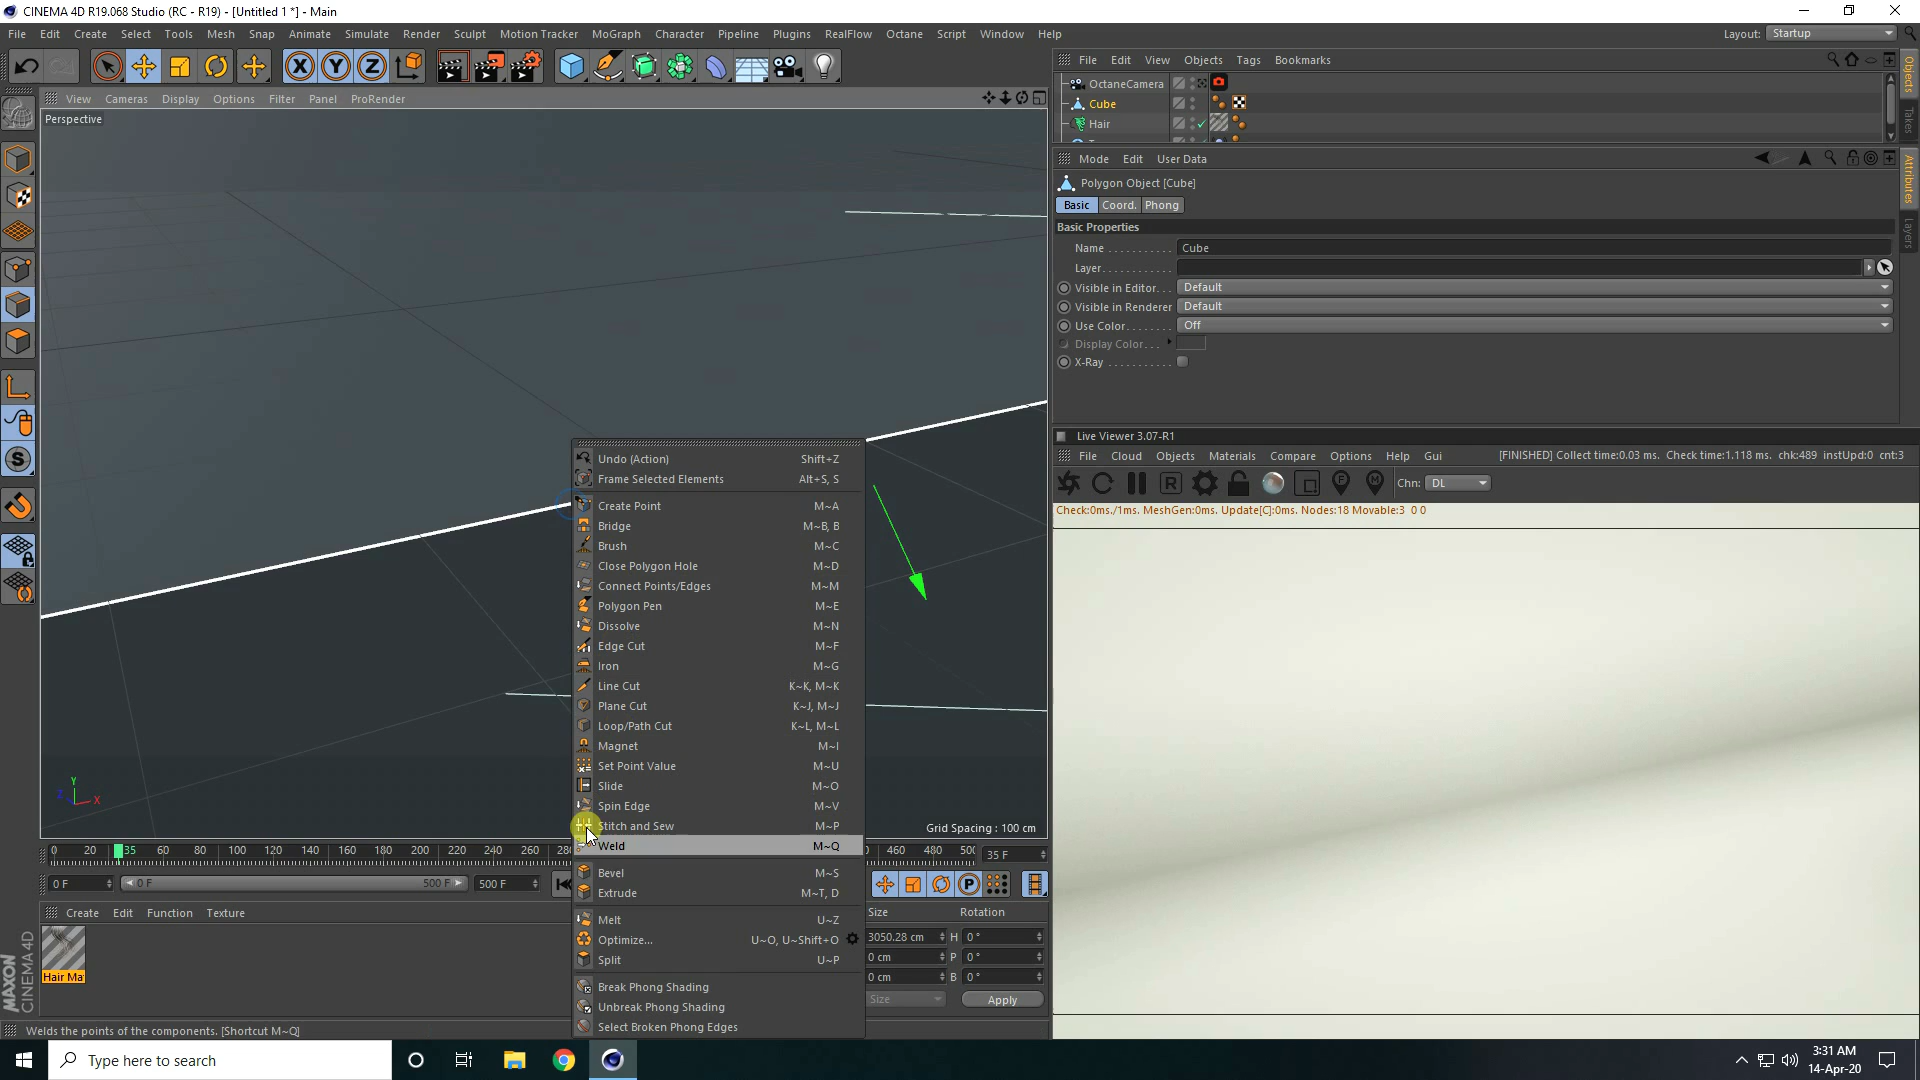 CINEMA 4D R19.068 Studio (RC - R19) - [Untitled 1 *] - Main
File Edit Create Select Tools Mesh Snap Animate Simulate Render Sculpt Motion Tracker MoGraph Character Pipeline Plugins RealFlow Octane Script Window Help Layout: Startup
X Y Z
View Cameras Display Options Filter Panel ProRender
Perspective
File Edit View Objects Tags Bookmarks
OctaneCamera
Cube
Hair
Objects
Takes
Attributes
Layers
Mode Edit User Data
Polygon Object [Cube]
Basic Coord. Phong
Basic Properties
Name Cube
Layer
Visible in Editor Default
Visible in Renderer Default
Use Color Off
Display Color
X-Ray
Live Viewer 3.07-R1
File Cloud Objects Materials Compare Options Help Gui [FINISHED] Collect time:0.03 ms. Check time:1.118 ms. chk:489 instUpd:0 cnt:3
R Chn: DL
Check:0ms./1ms. MeshGen:0ms. Update[C]:0ms. Nodes:18 Movable:3 0 0
Undo (Action) Shift+Z
Frame Selected Elements Alt+S, S
Create Point M~A
Bridge M~B, B
Brush M~C
Close Polygon Hole M~D
Connect Points/Edges M~M
Polygon Pen M~E
Dissolve M~N
Edge Cut M~F
Iron M~G
Line Cut K~K, M~K
Plane Cut K~J, M~J
Loop/Path Cut K~L, M~L
Magnet M~I
Set Point Value M~U
Slide M~O
Spin Edge M~V
Stitch and Sew M~P
Weld M~Q
Bevel M~S
Extrude M~T, D
Melt U~Z
Optimize... U~O, U~Shift+O
Split U~P
Break Phong Shading
Unbreak Phong Shading
Select Broken Phong Edges
Y
Z X
Grid Spacing : 100 cm
0 20 35 60 80 100 120 140 160 180 200 220 240 260 460 480 35 F
0 F 0 F 500 F 500 F
P
Create Edit Function Texture
Hair Ma
MAXON
CINEMA 4D
Size Rotation
3050.28 cm H 0 °
0 cm P 0 °
0 cm B 0 °
Size Apply
Welds the points of the components. [Shortcut M~Q]
Type here to search
3:31 AM
14-Apr-20